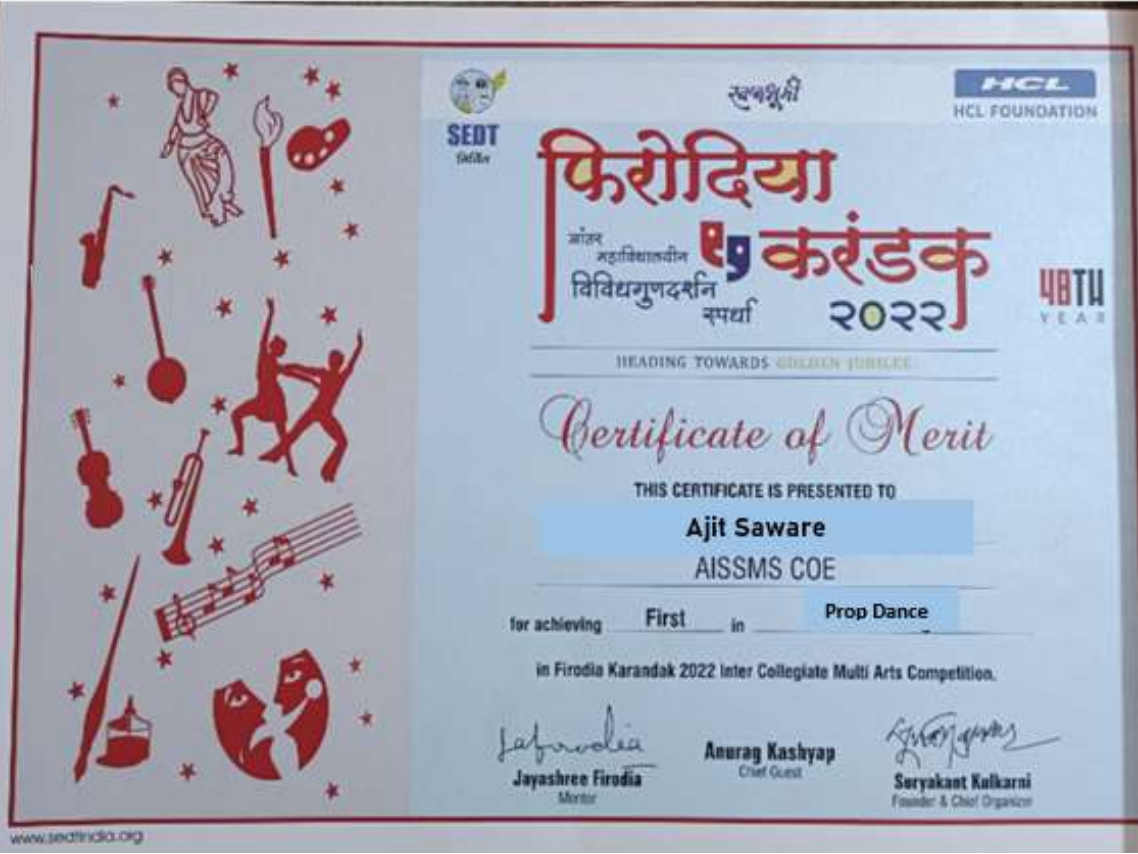 SEDT
निर्मित
स्वप्नभूमी
HCL
HCL FOUNDATION
फिरोदिया
करंडक
आंतर
महाविद्यालयीन
विविधगुणदर्शन
स्पर्धा
२०२२
48TH
YEAR
HEADING TOWARDS GOLDEN JUBILEE
Certificate of Merit
THIS CERTIFICATE IS PRESENTED TO
Ajit Saware
AISSMS COE
for achieving First in Prop Dance
in Firodia Karandak 2022 Inter Collegiate Multi Arts Competition.
Jayashree Firodia
Mentor
Anurag Kashyap
Chief Guest
Suryakant Kulkarni
Founder & Chief Organizer
www.sedtindia.org